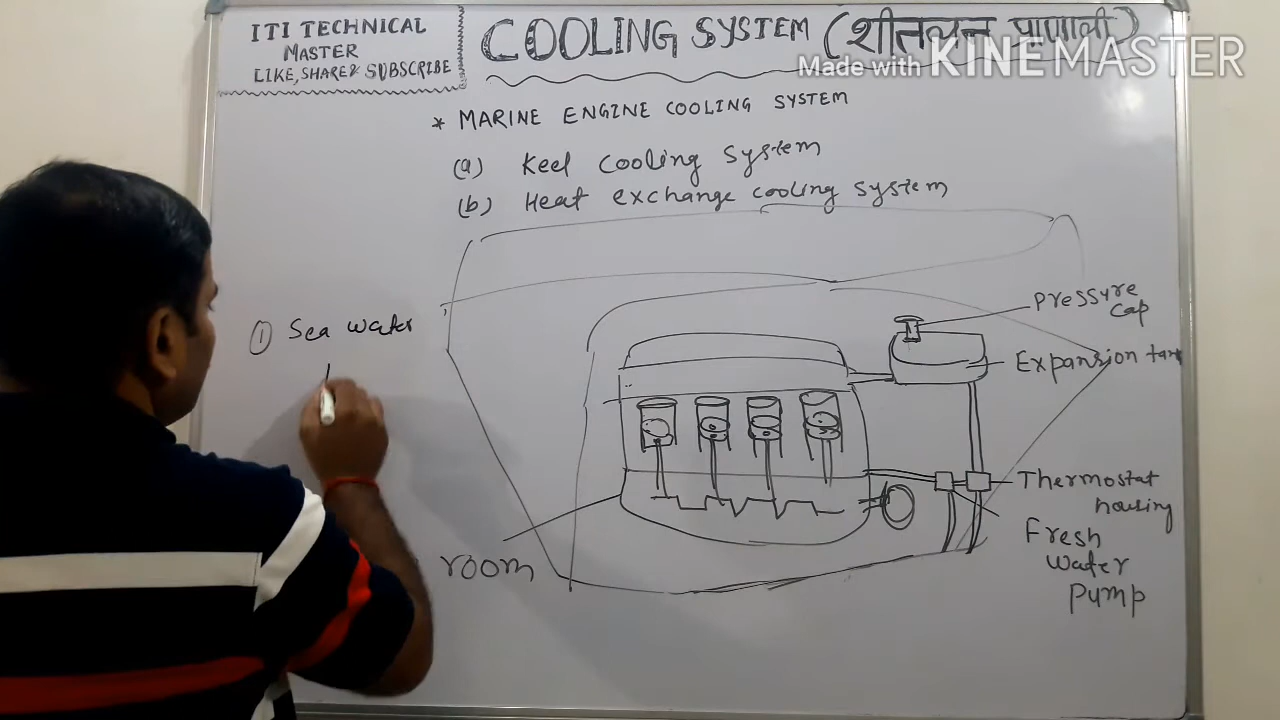 ITI TECHNICAL
MASTER
LIKE, SHARE & SUBSCRIBE
COOLING SYSTEM (शीतलन प्राणाली)
Made with KINEMASTER
* MARINE ENGINE COOLING SYSTEM
(a) Keel cooling system
(b) Heat exchange cooling system
① Sea water
Pressure
cap
Expansion tank
Thermostat
housing
Fresh
water
pump
room